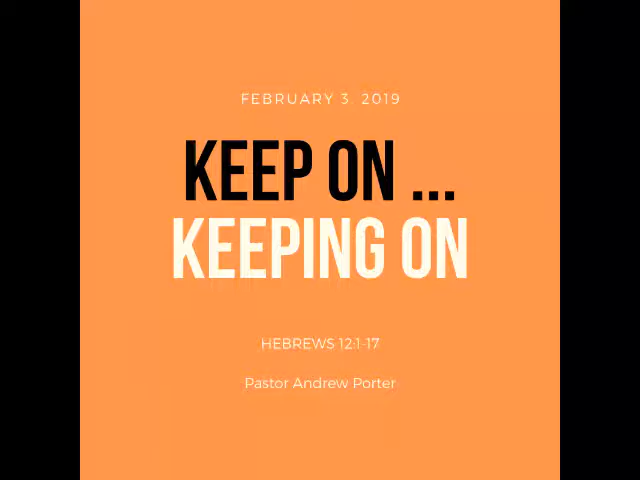 FEBRUARY 3, 2019
KEEP ON ...
KEEPING ON
HEBREWS 12:1-17
Pastor Andrew Porter